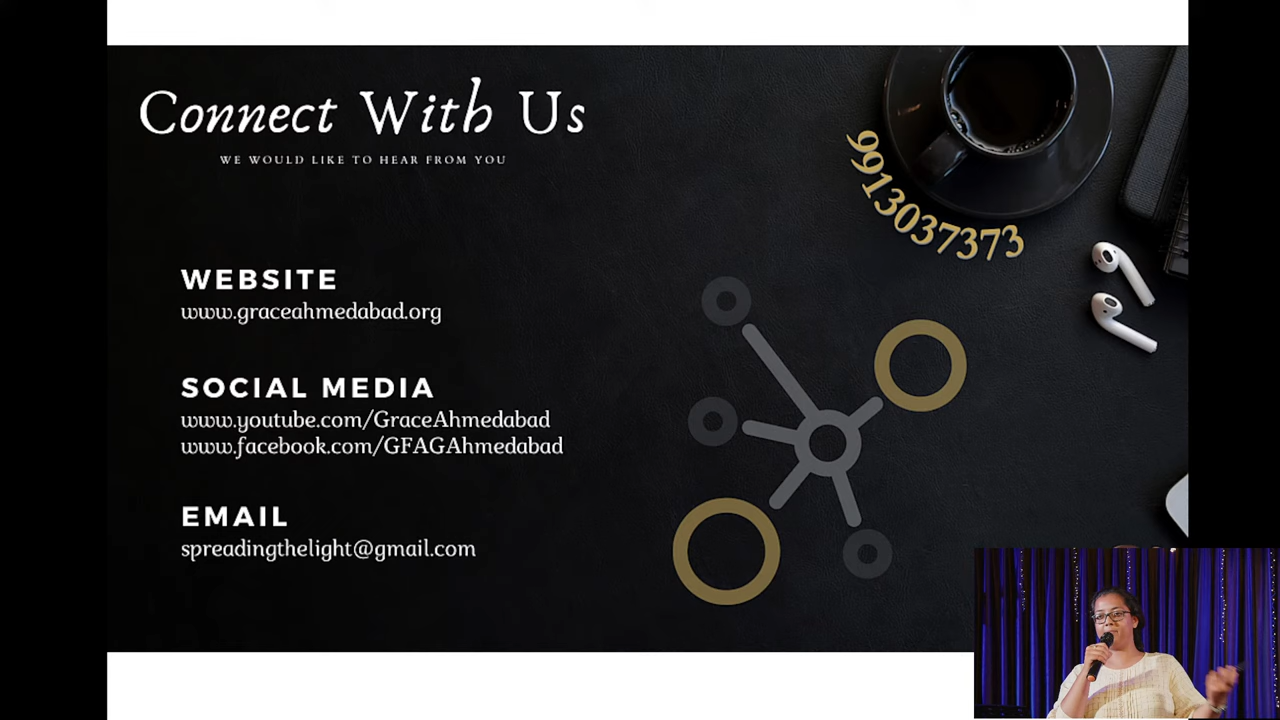 Connect With Us
WE WOULD LIKE TO HEAR FROM YOU
9913037373
WEBSITE
www.graceahmedabad.org
SOCIAL MEDIA
www.youtube.com/GraceAhmedabad
www.facebook.com/GFAGAhmedabad
EMAIL
spreadingthelight@gmail.com